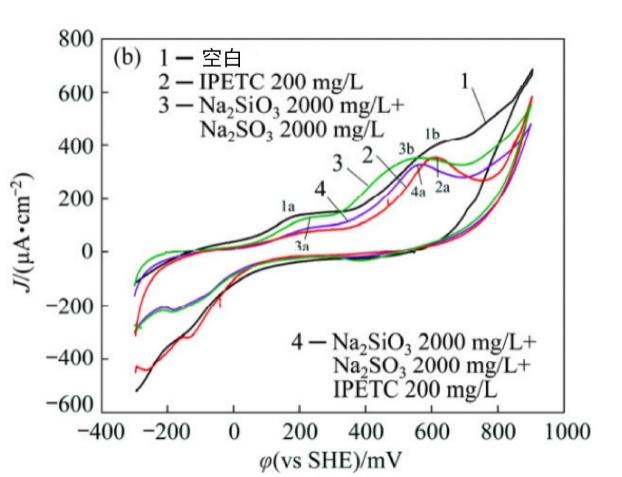 (b) 1 — 空白
2 — IPETC 200 mg/L
3 — Na₂SiO₃ 2000 mg/L+
Na₂SO₃ 2000 mg/L
800
600
400
200
0
−200
−400
−600
J/(μA•cm⁻²)
1
1b
3b
2
3
4
4a
2a
1a
3a
4 — Na₂SiO₃ 2000 mg/L+
Na₂SO₃ 2000 mg/L+
IPETC 200 mg/L
−400 −200 0 200 400 600 800 1000
φ(vs SHE)/mV